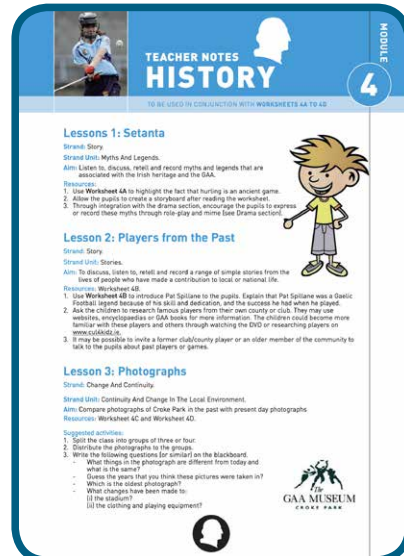 TEACHER NOTES
HISTORY
MODULE
4
TO BE USED IN CONJUNCTION WITH WORKSHEETS 4A TO 4D
Lessons 1: Setanta
Strand: Story.
Strand Unit: Myths And Legends.
Aim: Listen to, discuss, retell and record myths and legends that are
associated with the Irish heritage and the GAA.
Resources:
1. Use Worksheet 4A to highlight the fact that hurling is an ancient game.
2. Allow the pupils to create a storyboard after reading the worksheet.
3. Through integration with the drama section, encourage the pupils to express
or record these myths through role-play and mime (see Drama section).
Lesson 2: Players from the Past
Strand: Story.
Strand Unit: Stories.
Aim: To discuss, listen to, retell and record a range of simple stories from the
lives of people who have made a contribution to local or national life.
Resources: Worksheet 4B.
1. Use Worksheet 4B to introduce Pat Spillane to the pupils. Explain that Pat Spillane was a Gaelic
Football legend because of his skill and dedication, and the success he had when he played.
2. Ask the children to research famous players from their own county or club. They may use
websites, encyclopaedias or GAA books for more information. The children could become more
familiar with these players and others through watching the DVD or researching players on
www.cul4kidz.ie.
3. It may be possible to invite a former club/county player or an older member of the community to
talk to the pupils about past players or games.
Lesson 3: Photographs
Strand: Change And Continuity.
Strand Unit: Continuity And Change In The Local Environment.
Aim: Compare photographs of Croke Park in the past with present day photographs
Resources: Worksheet 4C and Worksheet 4D.
Suggested activities:
1. Split the class into groups of three or four.
2. Distribute the photographs to the groups.
3. Write the following questions (or similar) on the blackboard.
- What things in the photograph are different from today and
what is the same?
- Guess the years that you think these pictures were taken in?
- Which is the oldest photograph?
- What changes have been made to:
(i) the stadium?
(ii) the clothing and playing equipment?
The
GAA MUSEUM
CROKE PARK